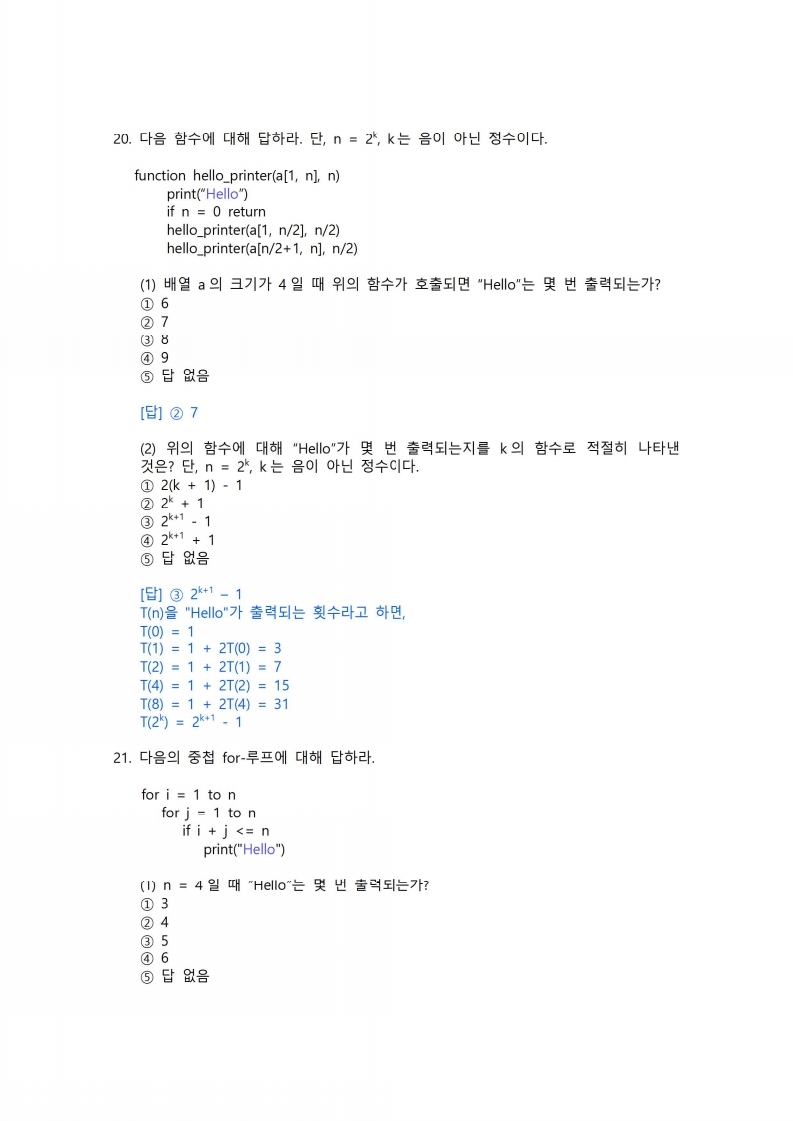 20. 다음 함수에 대해 답하라. 단, n = 2ᵏ, k는 음이 아닌 정수이다.
function hello_printer(a[1, n], n)
print("Hello")
if n = 0 return
hello_printer(a[1, n/2], n/2)
hello_printer(a[n/2+1, n], n/2)
(1) 배열 a의 크기가 4일 때 위의 함수가 호출되면 "Hello"는 몇 번 출력되는가?
① 6
② 7
③ 8
④ 9
⑤ 답 없음
[답] ② 7
(2) 위의 함수에 대해 "Hello"가 몇 번 출력되는지를 k의 함수로 적절히 나타낸
것은? 단, n = 2ᵏ, k는 음이 아닌 정수이다.
① 2(k + 1) - 1
② 2ᵏ + 1
③ 2ᵏ⁺¹ - 1
④ 2ᵏ⁺¹ + 1
⑤ 답 없음
[답] ③ 2ᵏ⁺¹ – 1
T(n)을 "Hello"가 출력되는 횟수라고 하면,
T(0) = 1
T(1) = 1 + 2T(0) = 3
T(2) = 1 + 2T(1) = 7
T(4) = 1 + 2T(2) = 15
T(8) = 1 + 2T(4) = 31
T(2ᵏ) = 2ᵏ⁺¹ - 1
21. 다음의 중첩 for-루프에 대해 답하라.
for i = 1 to n
for j = 1 to n
if i + j <= n
print("Hello")
(1) n = 4일 때 "Hello"는 몇 번 출력되는가?
① 3
② 4
③ 5
④ 6
⑤ 답 없음